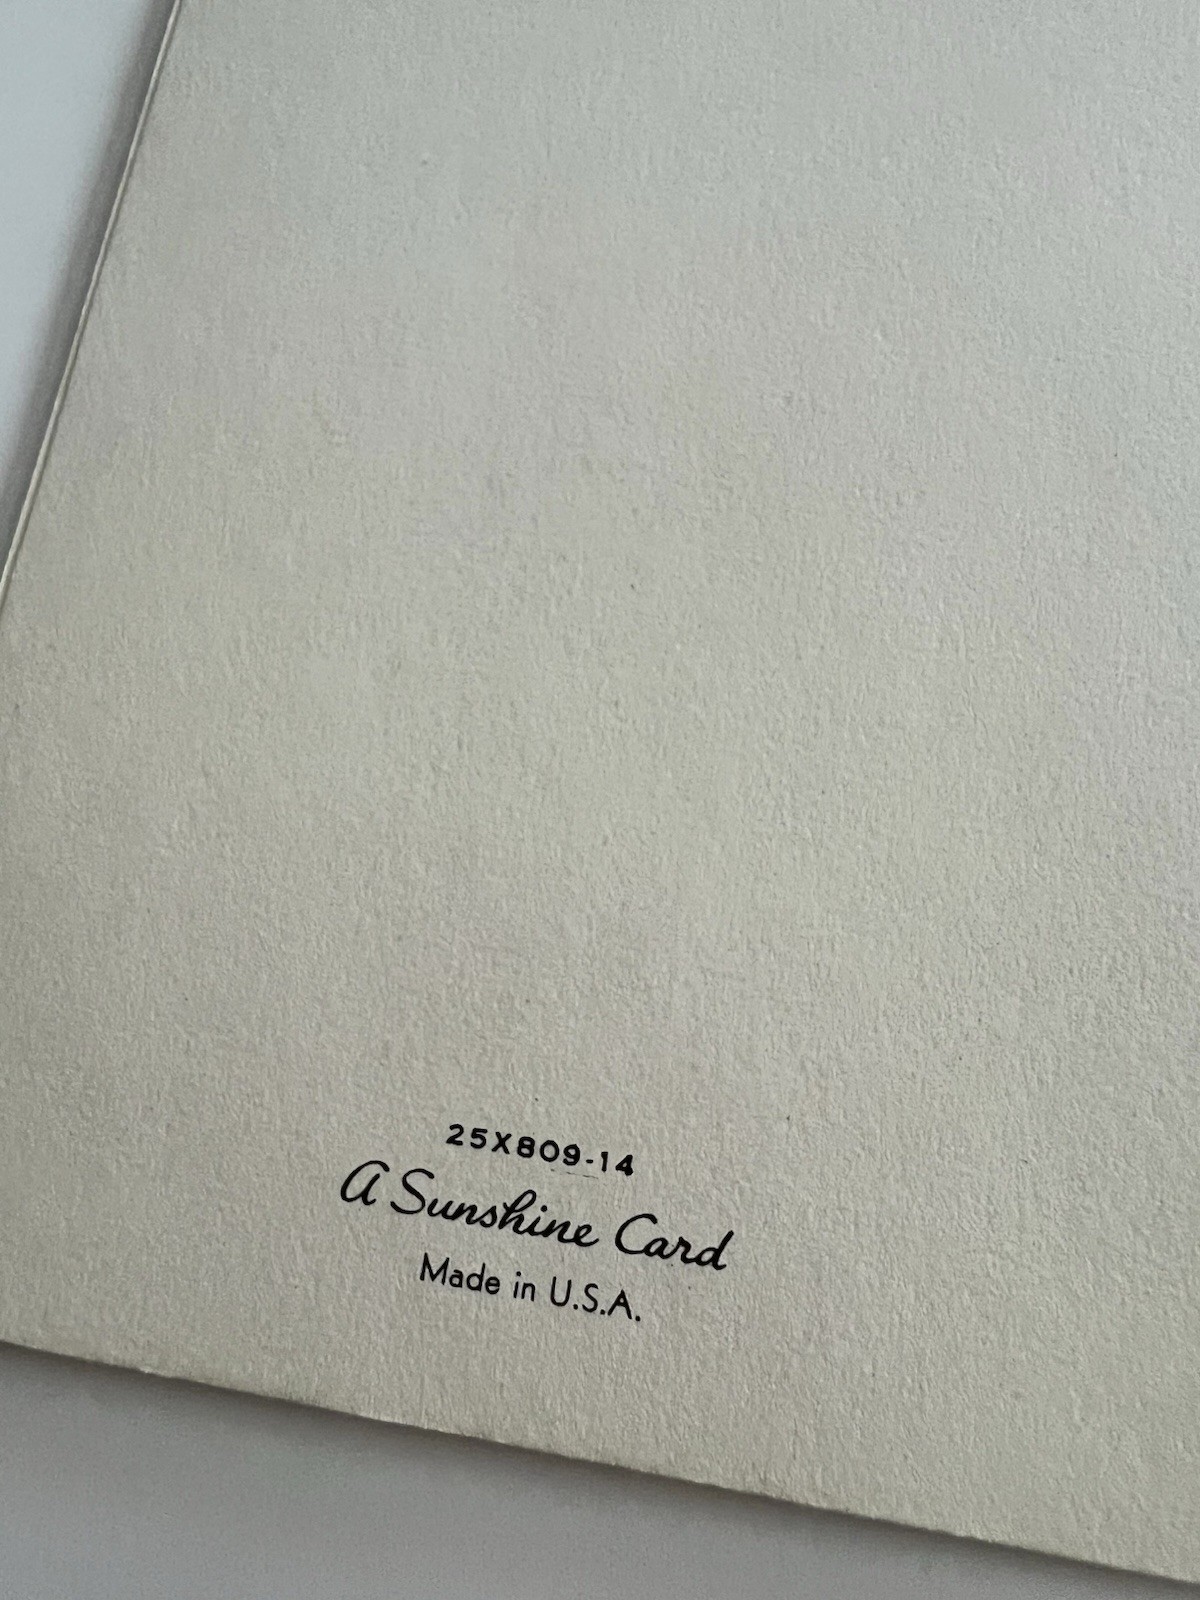 25X809-14
A Sunshine Card
Made in U.S.A.